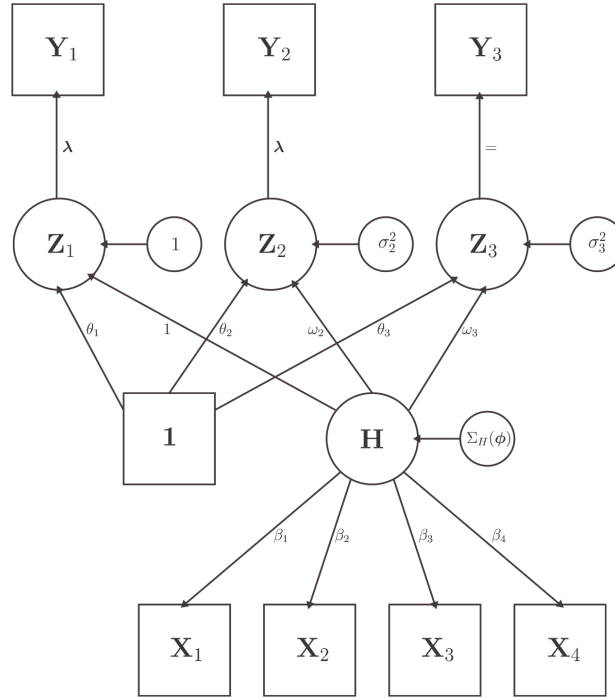 Y₁ Y₂ Y₃
λ λ =
Z₁ 1 Z₂ σ₂² Z₃ σ₃²
θ₁ 1 θ₂ ω₂ θ₃ ω₃
1 H Σ_H(ϕ)
β₁ β₂ β₃ β₄
X₁ X₂ X₃ X₄